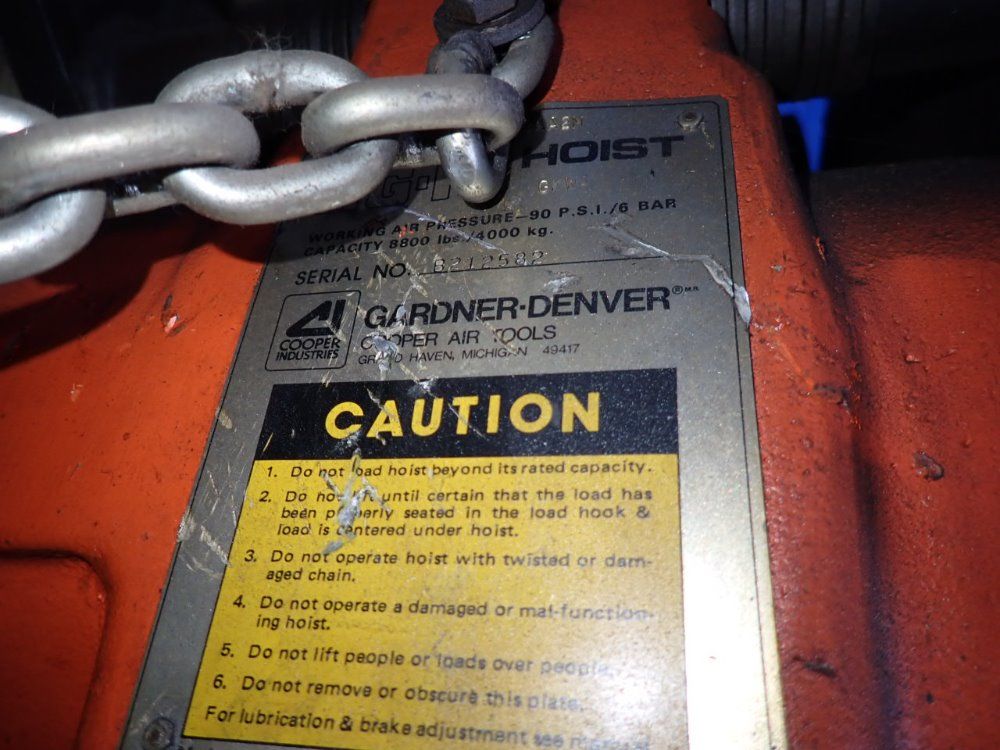 HOIST
WORKING AIR PRESSURE—90 P.S.I./6 BAR
CAPACITY 8800 lbs./4000 kg.
SERIAL NO. B212582
COOPER INDUSTRIES
GARDNER-DENVER®
COOPER AIR TOOLS
GRAND HAVEN, MICHIGAN 49417
CAUTION
1. Do not load hoist beyond its rated capacity.
2. Do not lift until certain that the load has
been properly seated in the load hook &
load is centered under hoist.
3. Do not operate hoist with twisted or dam-
aged chain.
4. Do not operate a damaged or mal-function-
ing hoist.
5. Do not lift people or loads over people.
6. Do not remove or obscure this plate.
For lubrication & brake adjustment see manual